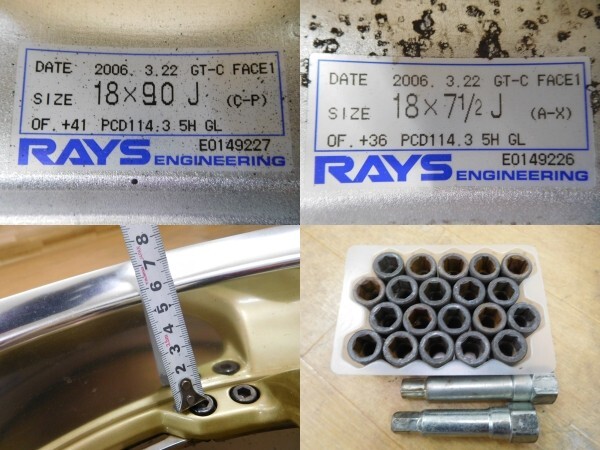 DATE 2006. 3.22 GT-C FACE1
SIZE 18×9.0 J (C-P)
OF. +41 PCD114.3 5H GL
E0149227
RAYS ENGINEERING
DATE 2006. 3.22 GT-C FACE1
SIZE 18×7 1/2 J (A-X)
OF. +36 PCD114.3 5H GL
E0149226
RAYS ENGINEERING
2 3 4 5 6 7 8